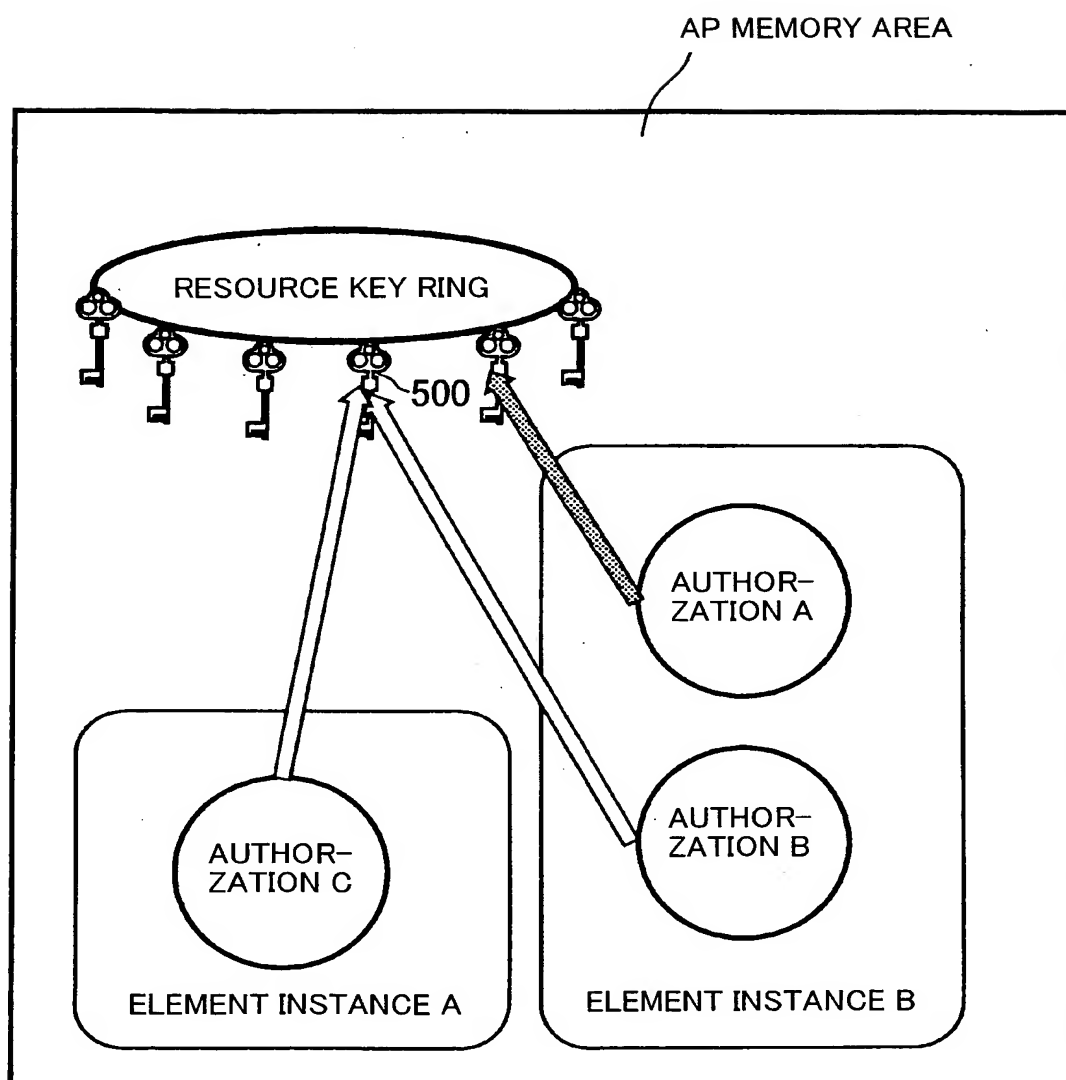 AP MEMORY AREA
RESOURCE KEY RING
500
AUTHOR-
ZATION A
AUTHOR-
ZATION B
AUTHOR-
ZATION C
ELEMENT INSTANCE A
ELEMENT INSTANCE B